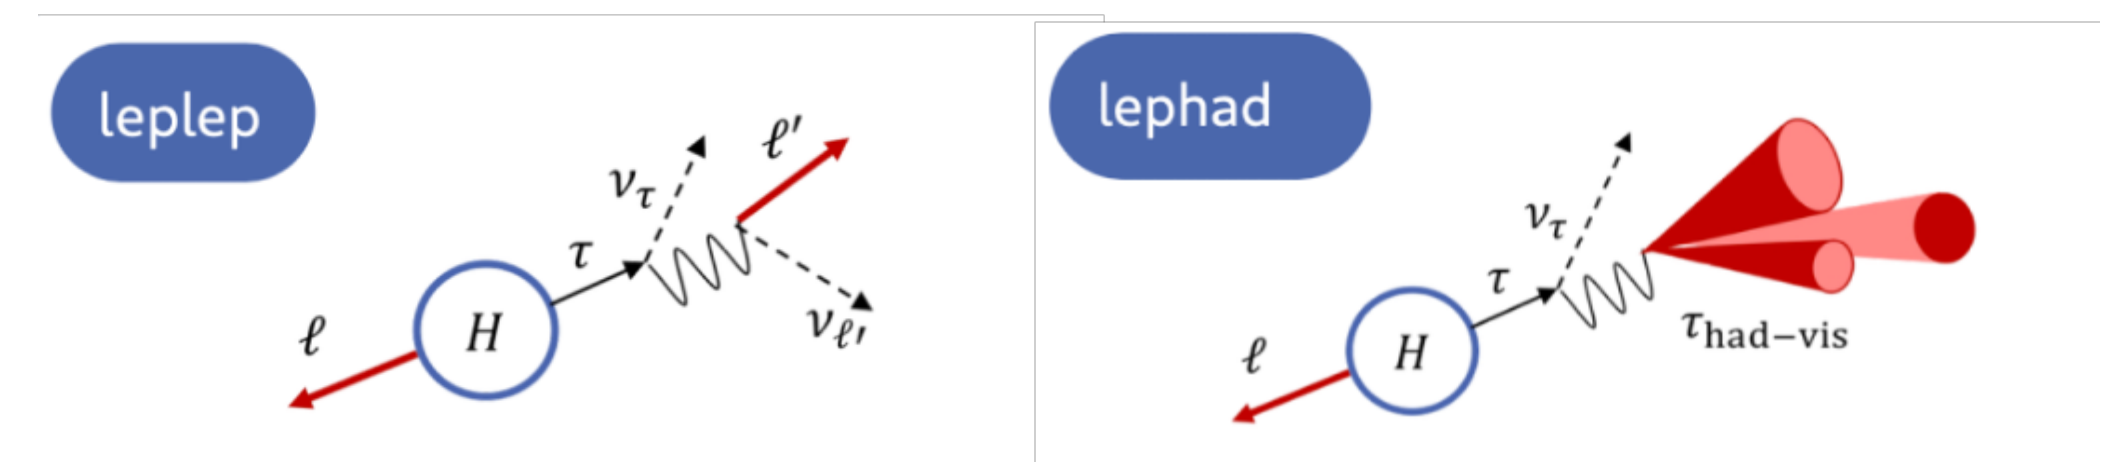 leplep
ℓ
H
τ
ν_τ
ℓ′
ν_ℓ′
lephad
ℓ
H
τ
ν_τ
τ_had−vis